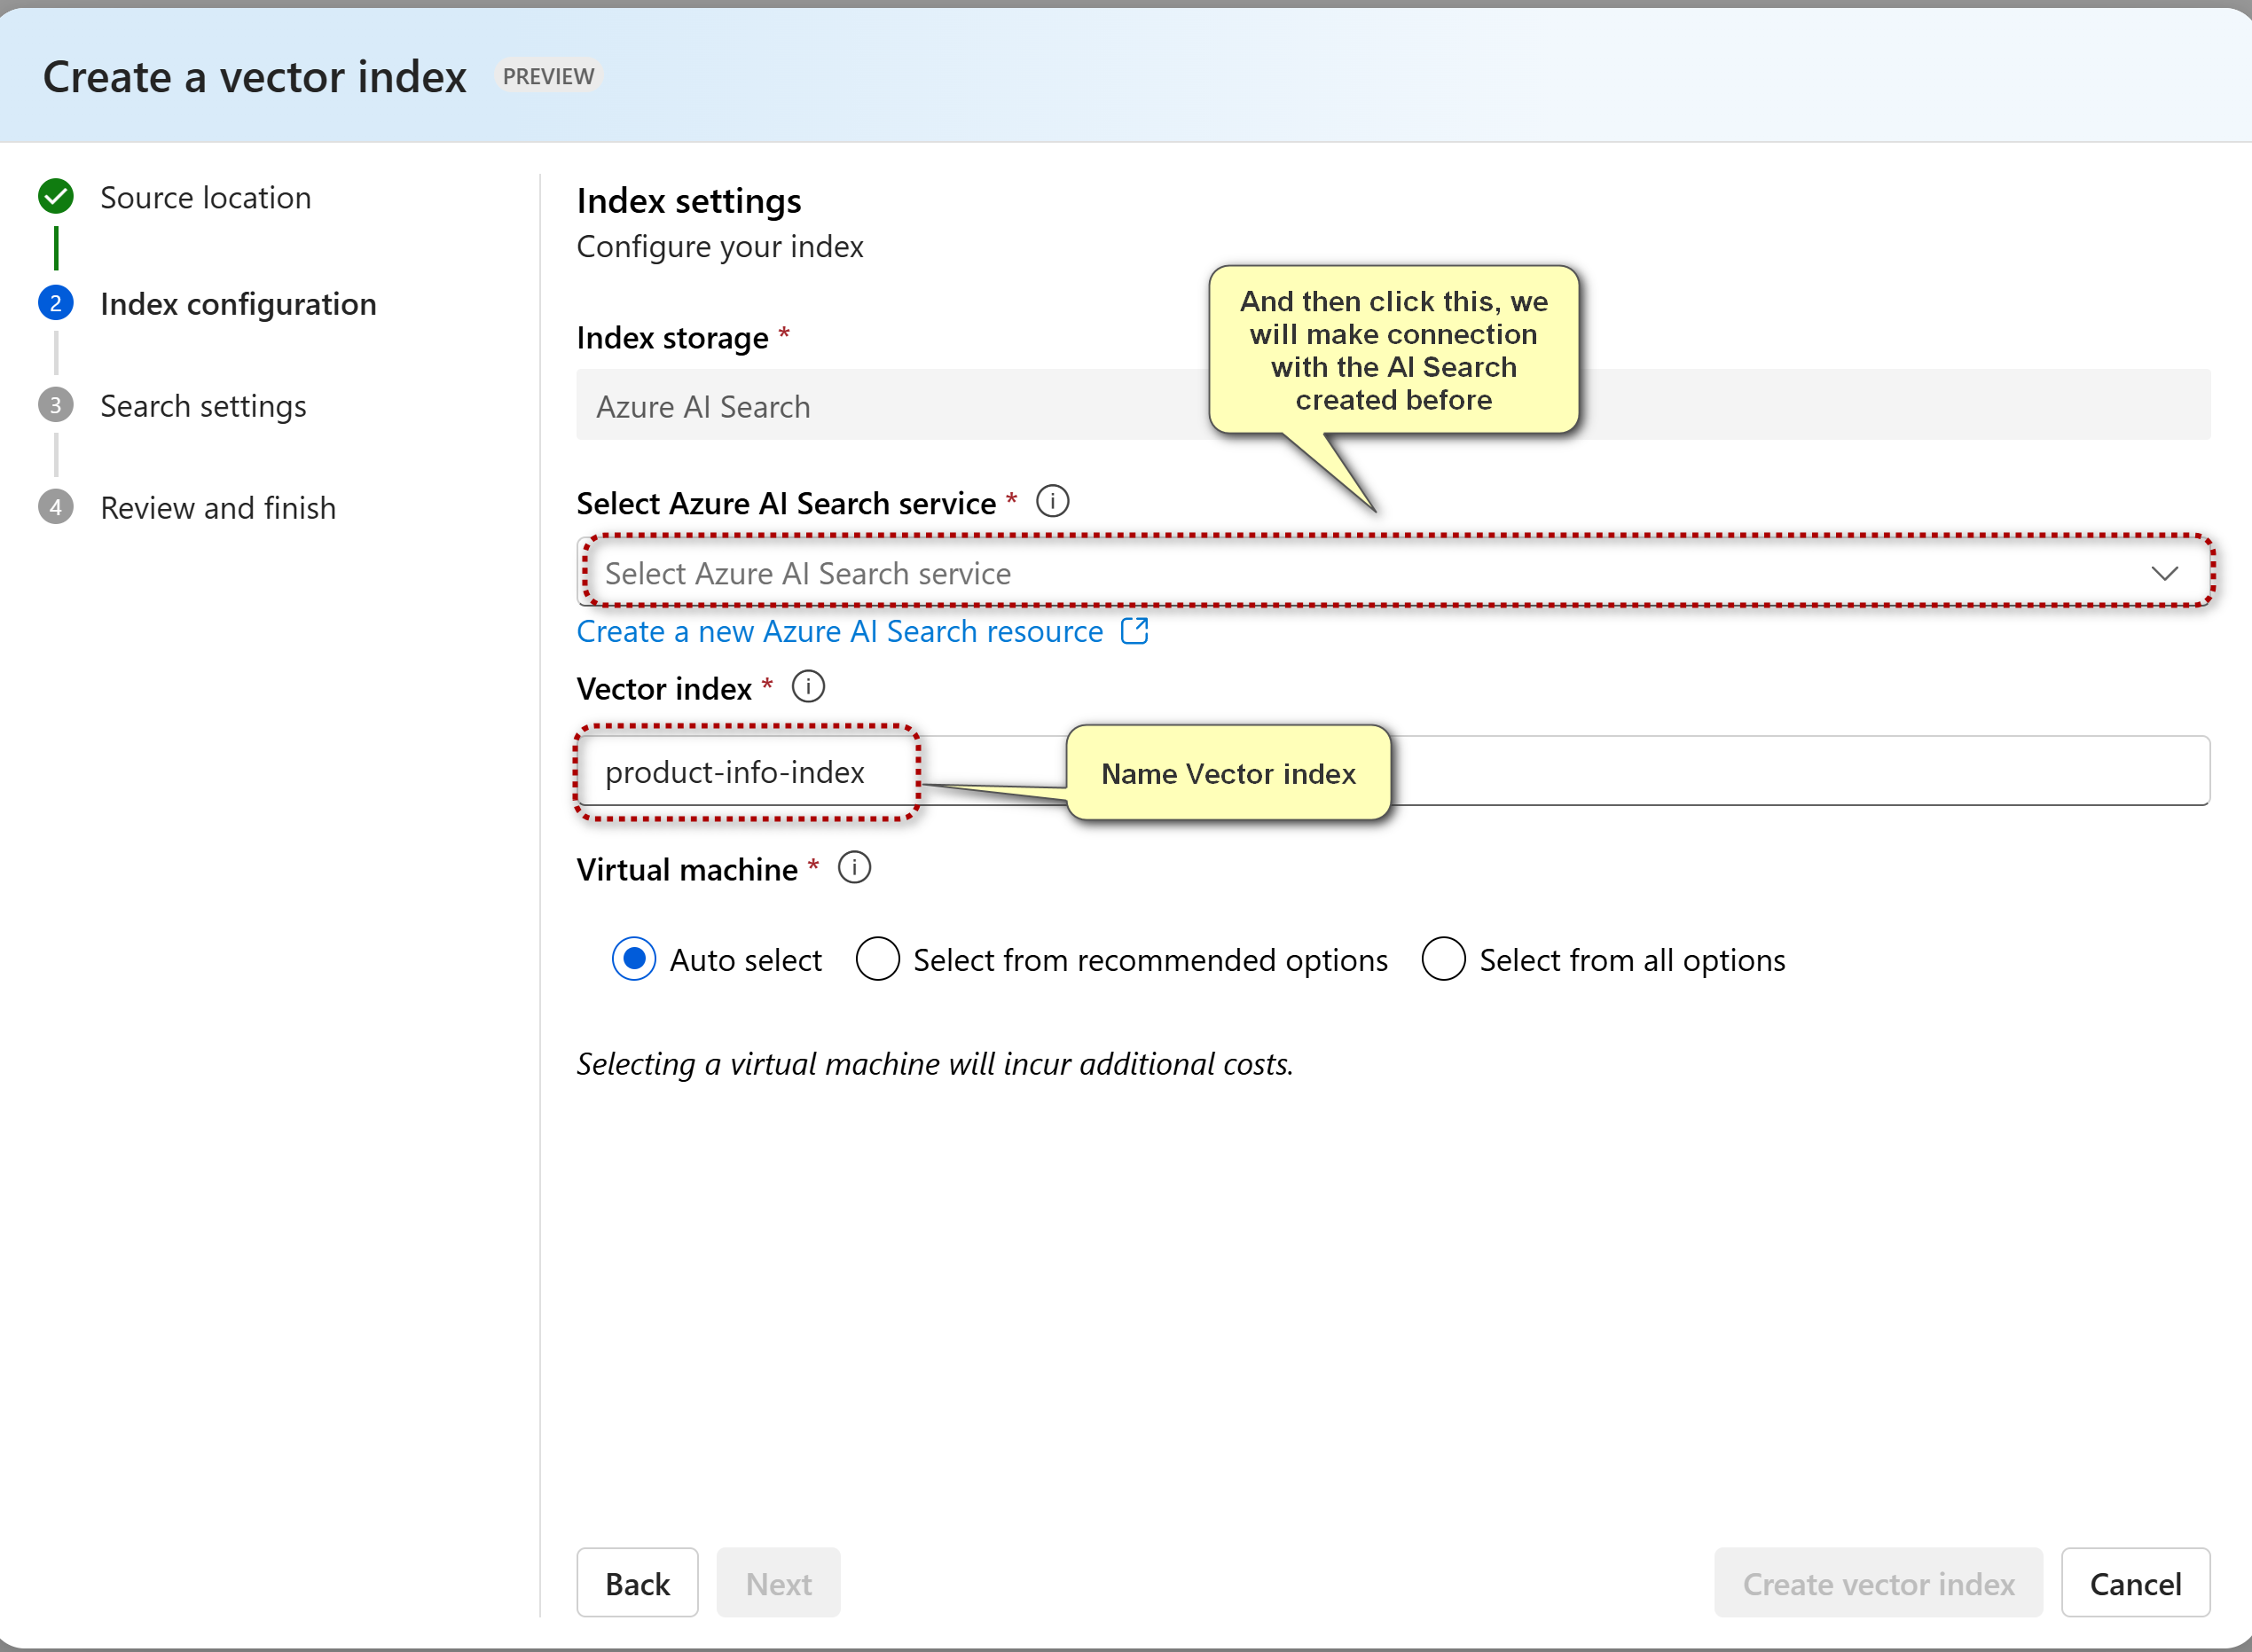 Create a vector index PREVIEW
Source location
2 Index configuration
3 Search settings
4 Review and finish
Index settings
Configure your index
And then click this, we
will make connection
with the AI Search
created before
Index storage *
Azure AI Search
Select Azure AI Search service *
Select Azure AI Search service
Create a new Azure AI Search resource
Vector index *
product-info-index
Name Vector index
Virtual machine *
Auto select Select from recommended options Select from all options
Selecting a virtual machine will incur additional costs.
Back Next Create vector index Cancel